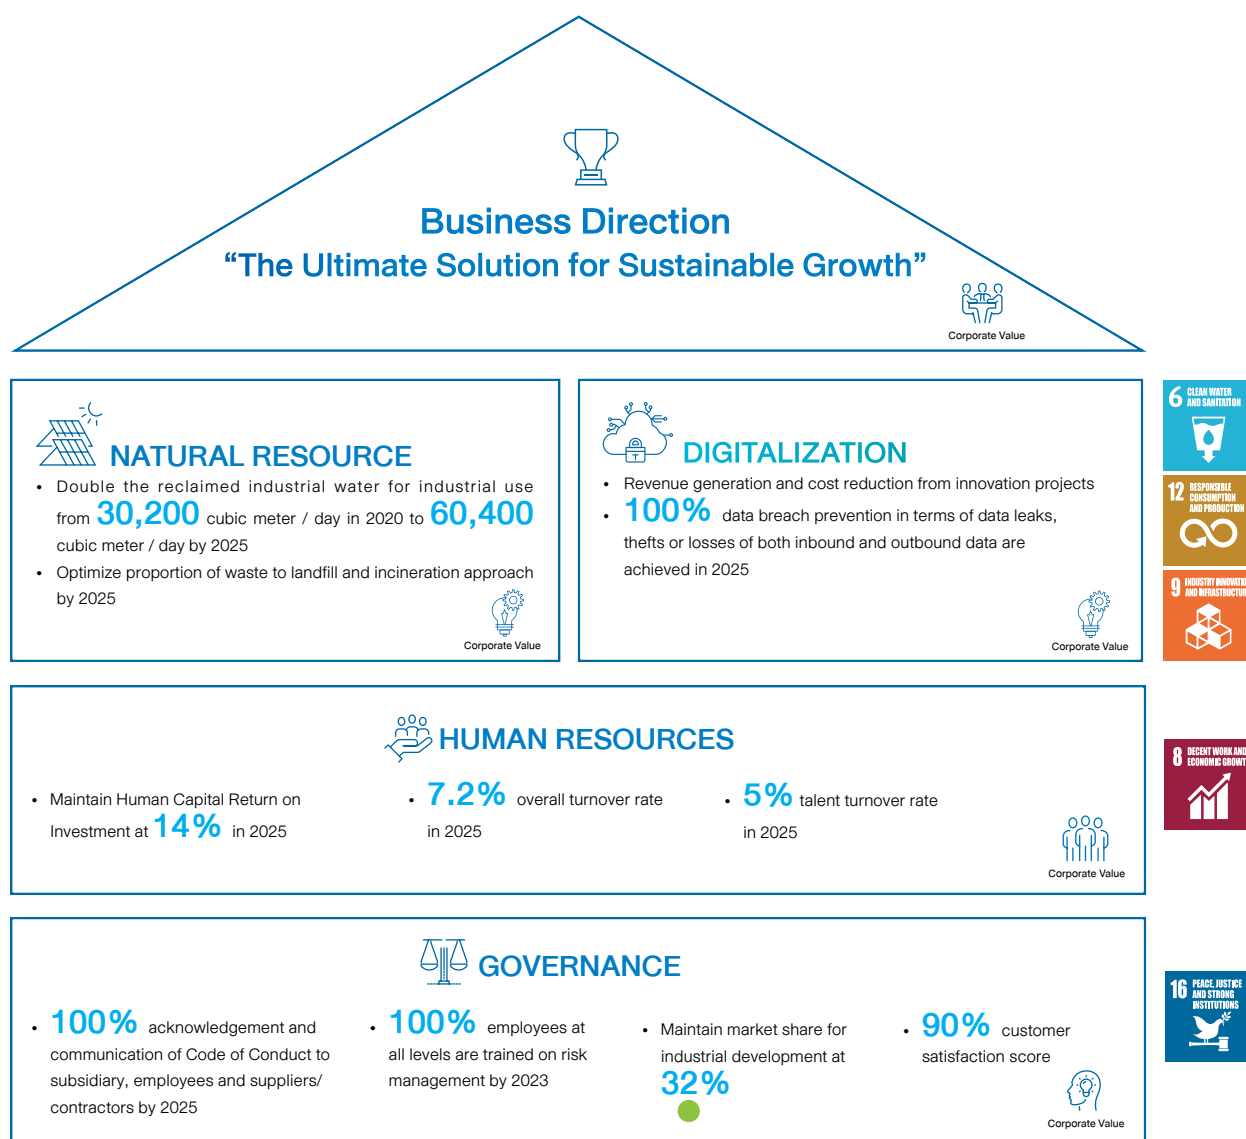 Business Direction
“The Ultimate Solution for Sustainable Growth”
Corporate Value
NATURAL RESOURCE
• Double the reclaimed industrial water for industrial use
from 30,200 cubic meter / day in 2020 to 60,400
cubic meter / day by 2025
• Optimize proportion of waste to landfill and incineration approach
by 2025
Corporate Value
DIGITALIZATION
• Revenue generation and cost reduction from innovation projects
• 100% data breach prevention in terms of data leaks,
thefts or losses of both inbound and outbound data are
achieved in 2025
Corporate Value
6 CLEAN WATER
AND SANITATION
12 RESPONSIBLE
CONSUMPTION
AND PRODUCTION
9 INDUSTRY INNOVATIO
AND INFRASTRUCTUR
HUMAN RESOURCES
• Maintain Human Capital Return on
Investment at 14% in 2025
• 7.2% overall turnover rate
in 2025
• 5% talent turnover rate
in 2025
Corporate Value
8 DECENT WORK AND
ECONOMIC GROWT
GOVERNANCE
• 100% acknowledgement and
communication of Code of Conduct to
subsidiary, employees and suppliers/
contractors by 2025
• 100% employees at
all levels are trained on risk
management by 2023
• Maintain market share for
industrial development at
32%
• 90% customer
satisfaction score
Corporate Value
16 PEACE, JUSTICE
AND STRONG
INSTITUTIONS